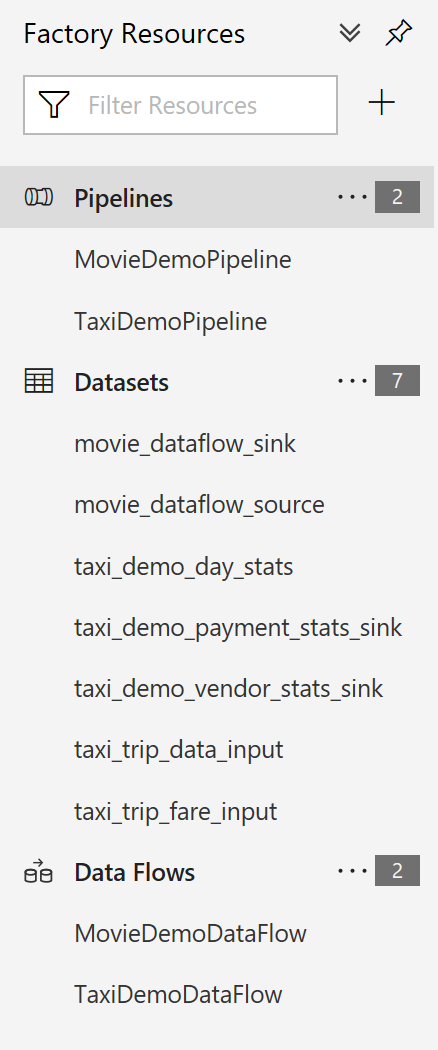 Factory Resources
Filter Resources
Pipelines 2
MovieDemoPipeline
TaxiDemoPipeline
Datasets 7
movie_dataflow_sink
movie_dataflow_source
taxi_demo_day_stats
taxi_demo_payment_stats_sink
taxi_demo_vendor_stats_sink
taxi_trip_data_input
taxi_trip_fare_input
Data Flows 2
MovieDemoDataFlow
TaxiDemoDataFlow